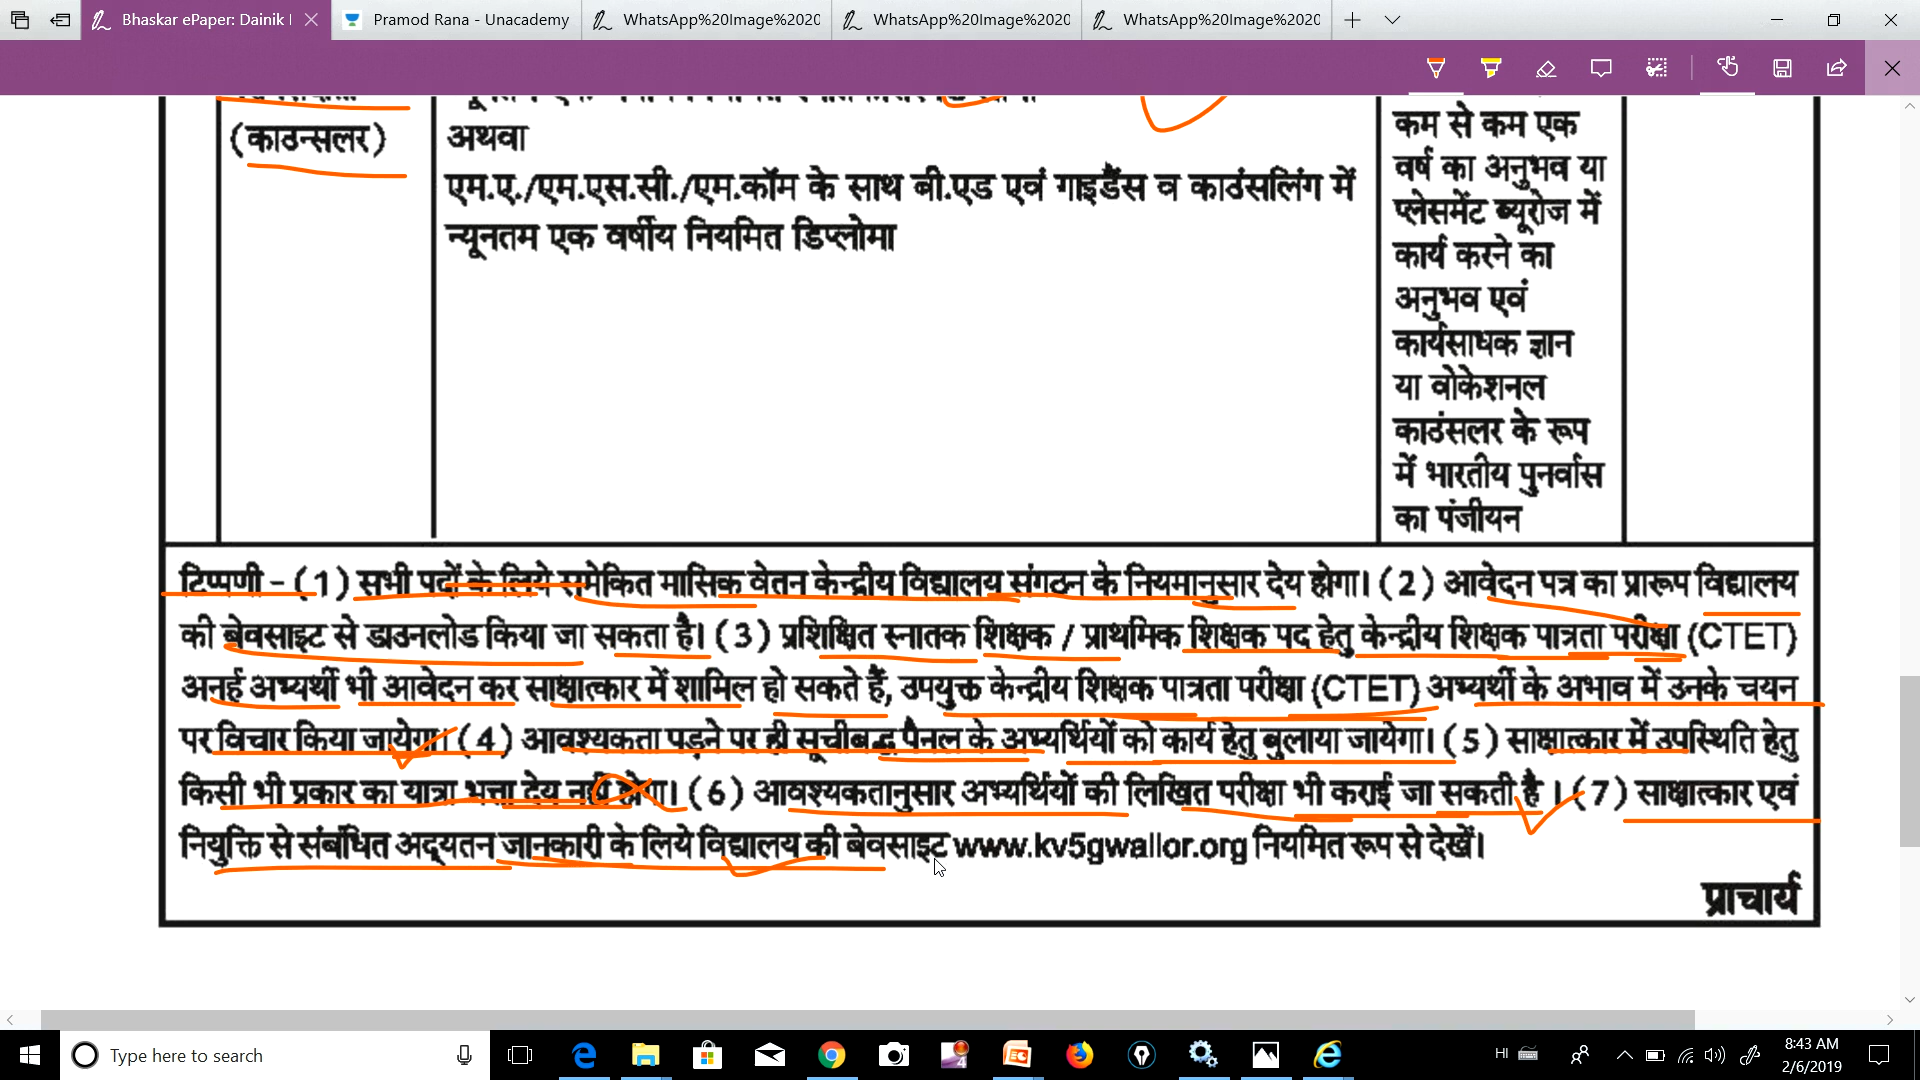 Bhaskar ePaper: Dainik
Pramod Rana - Unacademy
WhatsApp%20Image%202
WhatsApp%20Image%202
WhatsApp%20Image%202
(काउन्सलर)
अथवा
एम.ए./एम.एस.सी./एम.कॉम के साथ बी.एड एवं गाइडैंस व काउंसलिंग में
न्यूनतम एक वर्षीय नियमित डिप्लोमा
कम से कम एक
वर्ष का अनुभव या
प्लेसमेंट ब्यूरोज में
कार्य करने का
अनुभव एवं
कार्यसाधक ज्ञान
या वोकेशनल
काउंसलर के रूप
में भारतीय पुनर्वास
का पंजीयन
टिप्पणी - (1) सभी पदों के लिये समेकित मासिक वेतन केन्द्रीय विद्यालय संगठन के नियमानुसार देय होगा। (2) आवेदन पत्र का प्रारूप विद्यालय
की बेवसाइट से डाउनलोड किया जा सकता है। (3) प्रशिक्षित स्नातक शिक्षक / प्राथमिक शिक्षक पद हेतु केन्द्रीय शिक्षक पात्रता परीक्षा (CTET)
अनर्ह अभ्यर्थी भी आवेदन कर साक्षात्कार में शामिल हो सकते हैं, उपयुक्त केन्द्रीय शिक्षक पात्रता परीक्षा (CTET) अभ्यर्थी के अभाव में उनके चयन
पर विचार किया जायेगा। (4) आवश्यकता पड़ने पर ही सूचीबद्ध पैनल के अभ्यर्थियों को कार्य हेतु बुलाया जायेगा। (5) साक्षात्कार में उपस्थिति हेतु
किसी भी प्रकार का यात्रा भत्ता देय नही होगा। (6) आवश्यकतानुसार अभ्यर्थियों की लिखित परीक्षा भी कराई जा सकती है । (7) साक्षात्कार एवं
नियुक्ति से संबंधित अद्यतन जानकारी के लिये विद्यालय की बेवसाइट www.kv5gwalior.org नियमित रूप से देखें।
प्राचार्य
Type here to search
HI
8:43 AM
2/6/2019